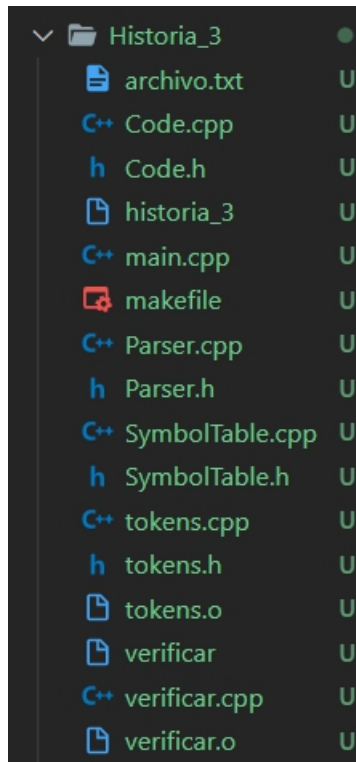 Historia_3
archivo.txt U
C++ Code.cpp U
h Code.h U
historia_3 U
C++ main.cpp U
makefile U
C++ Parser.cpp U
h Parser.h U
C++ SymbolTable.cpp U
h SymbolTable.h U
C++ tokens.cpp U
h tokens.h U
tokens.o U
verificar U
C++ verificar.cpp U
verificar.o U